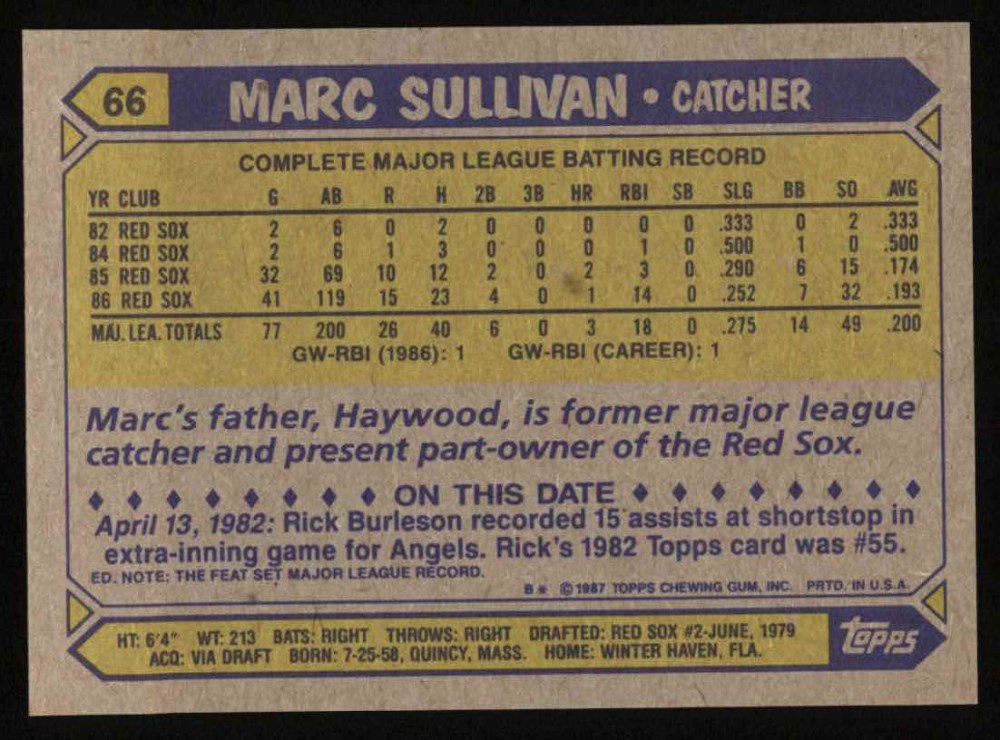 66 MARC SULLIVAN • CATCHER
COMPLETE MAJOR LEAGUE BATTING RECORD
YR CLUB G AB R H 2B 3B HR RBI SB SLG BB SO AVG
82 RED SOX 2 6 0 2 0 0 0 0 0 .333 0 2 .333
84 RED SOX 2 6 1 3 0 0 0 1 0 .500 1 0 .500
85 RED SOX 32 69 10 12 2 0 2 3 0 .290 6 15 .174
86 RED SOX 41 119 15 23 4 0 1 14 0 .252 7 32 .193
MAJ. LEA. TOTALS 77 200 26 40 6 0 3 18 0 .275 14 49 .200
GW-RBI (1986): 1 GW-RBI (CAREER): 1
Marc's father, Haywood, is former major league
catcher and present part-owner of the Red Sox.
♦ ♦ ♦ ♦ ♦ ♦ ♦ ♦ ON THIS DATE ♦ ♦ ♦ ♦ ♦ ♦ ♦ ♦
April 13, 1982: Rick Burleson recorded 15 assists at shortstop in
extra-inning game for Angels. Rick's 1982 Topps card was #55.
ED. NOTE: THE FEAT SET MAJOR LEAGUE RECORD.
B* ©1987 TOPPS CHEWING GUM, INC. PRTD. IN U.S.A.
HT: 6'4" WT: 213 BATS: RIGHT THROWS: RIGHT DRAFTED: RED SOX #2-JUNE, 1979
ACQ: VIA DRAFT BORN: 7-25-58, QUINCY, MASS. HOME: WINTER HAVEN, FLA.
topps